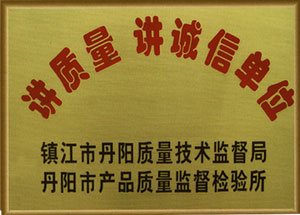 讲质量 讲诚信单位
镇江市丹阳质量技术监督局
丹阳市产品质量监督检验所